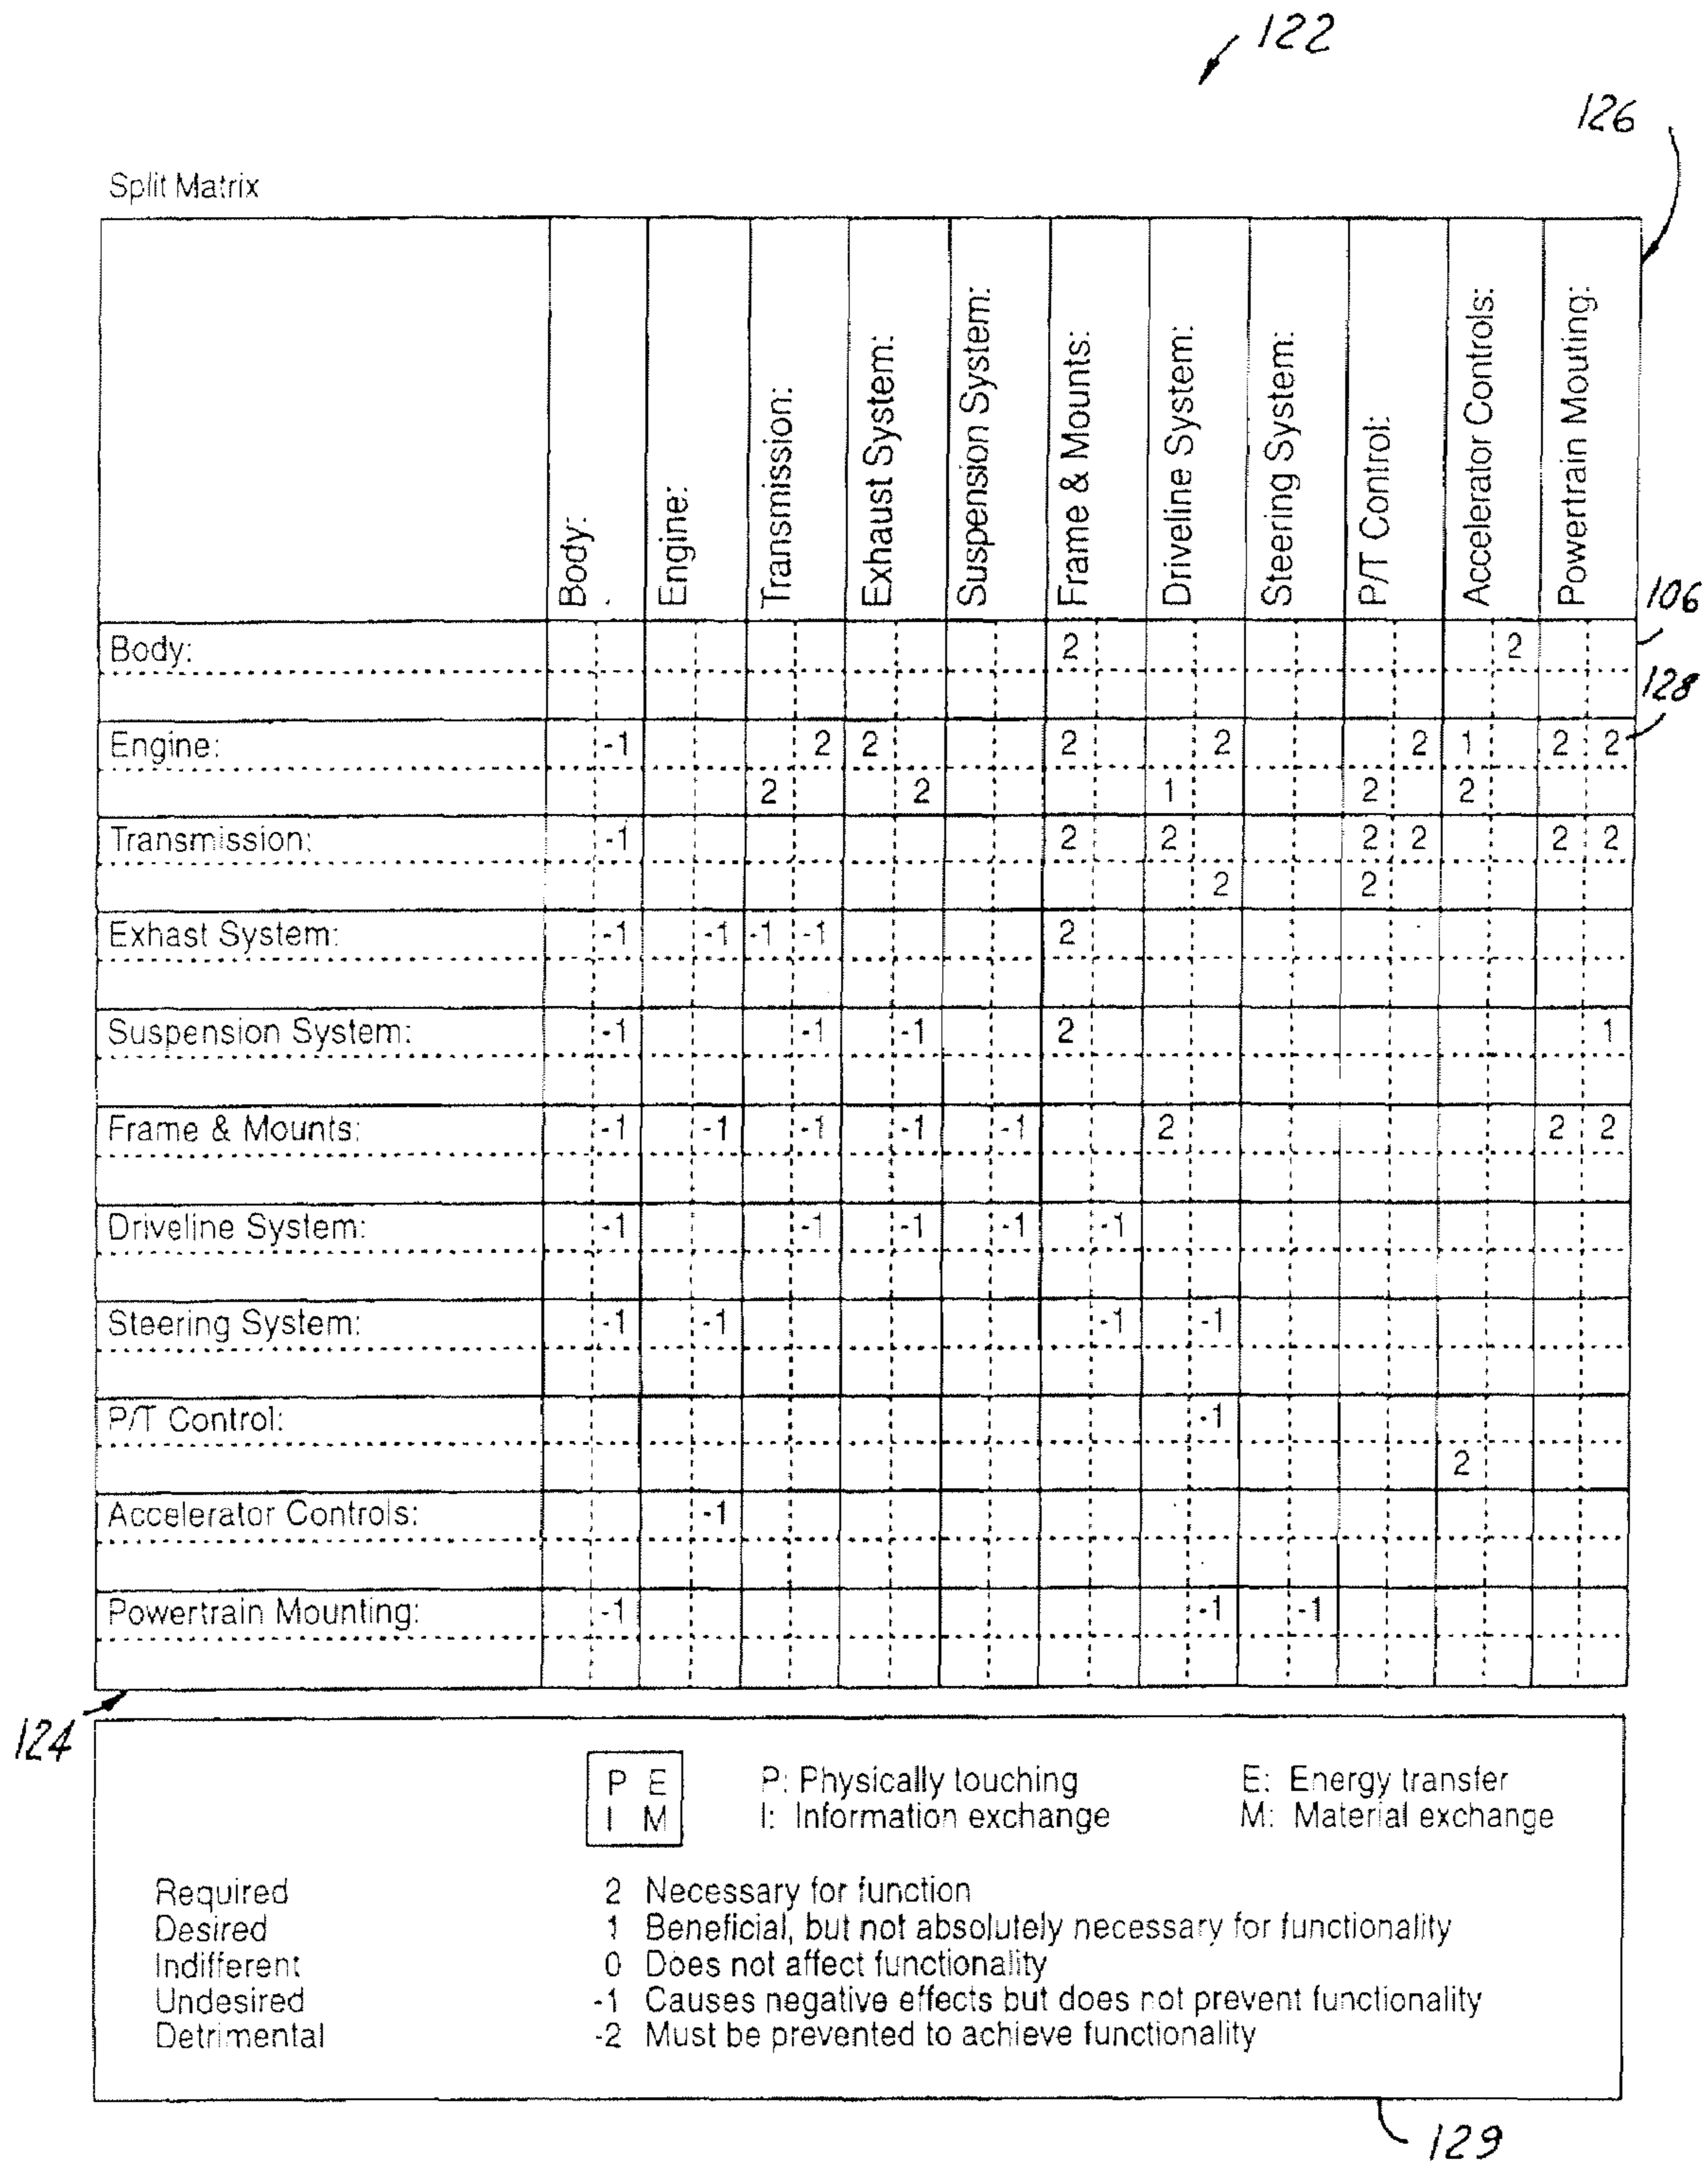 122
126
Split Matrix
Body: Engine: Transmission: Exhaust System: Suspension System: Frame & Mounts: Driveline System: Steering System: P/T Control: Accelerator Controls: Powertrain Mouting:
106
Body: 2 2
128
Engine: -1 2 2 2 2 2 1 2 2
2 2 1 2 2
Transmission: -1 2 2 2 2 2 2
2 2
Exhast System: -1 -1 -1 -1 2
Suspension System: -1 -1 -1 2 1
Frame & Mounts: -1 -1 -1 -1 -1 2 2 2
Driveline System: -1 -1 -1 -1 -1
Steering System: -1 -1 -1 -1
P/T Control: -1
2
Accelerator Controls: -1
Powertrain Mounting: -1 -1 -1
124
P E P: Physically touching E: Energy transfer
I M I: Information exchange M: Material exchange
Required 2 Necessary for function
Desired 1 Beneficial, but not absolutely necessary for functionality
Indifferent 0 Does not affect functionality
Undesired -1 Causes negative effects but does not prevent functionality
Detrimental -2 Must be prevented to achieve functionality
129